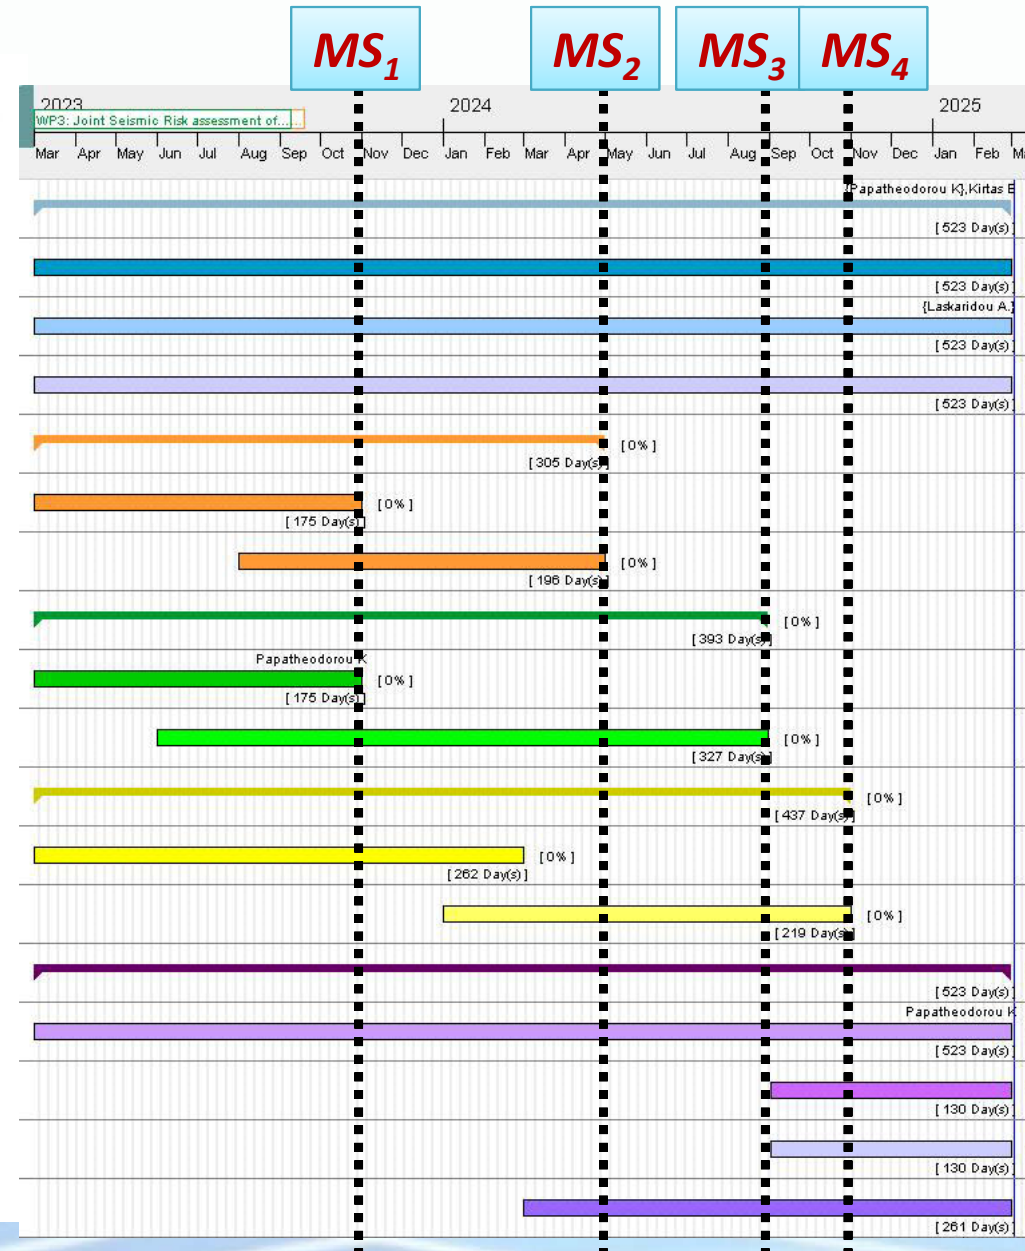 MS1 MS2 MS3 MS4
2023 2024 2025
WP3: Joint Seismic Risk assessment of......
Mar Apr May Jun Jul Aug Sep Oct Nov Dec Jan Feb Mar Apr May Jun Jul Aug Sep Oct Nov Dec Jan Feb
{Papatheodorou K},Kirtas E
[ 523 Day(s) ]
[ 523 Day(s) ]
{Laskaridou A.}
[ 523 Day(s) ]
[ 523 Day(s) ]
[ 0% ]
[ 305 Day(s) ]
[ 0% ]
[ 175 Day(s) ]
[ 0% ]
[ 196 Day(s) ]
[ 0% ]
[ 393 Day(s) ]
Papatheodorou K
[ 0% ]
[ 175 Day(s) ]
[ 0% ]
[ 327 Day(s) ]
[ 0% ]
[ 437 Day(s) ]
[ 0% ]
[ 262 Day(s) ]
[ 0% ]
[ 219 Day(s) ]
[ 523 Day(s) ]
Papatheodorou K
[ 523 Day(s) ]
[ 130 Day(s) ]
[ 130 Day(s) ]
[ 261 Day(s) ]